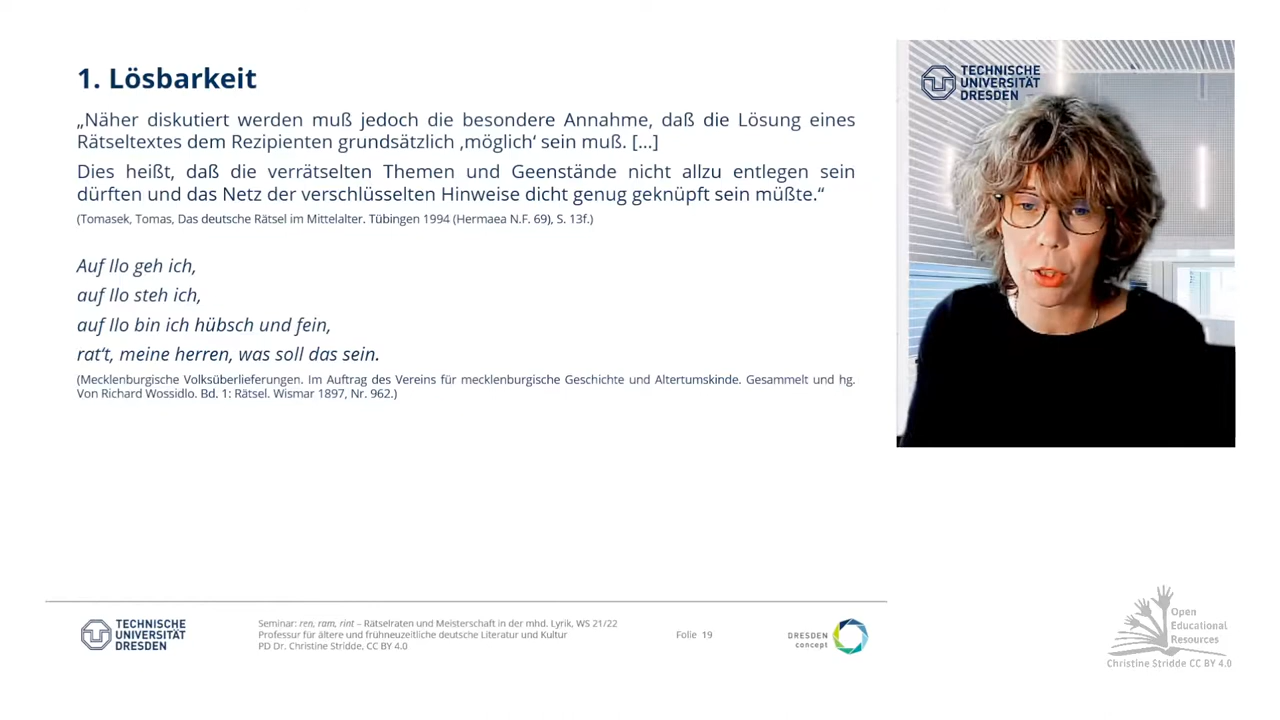 1. Lösbarkeit
„Näher diskutiert werden muß jedoch die besondere Annahme, daß die Lösung eines
Rätseltextes dem Rezipienten grundsätzlich ‚möglich‘ sein muß. [...]
Dies heißt, daß die verrätselten Themen und Geenstände nicht allzu entlegen sein
dürften und das Netz der verschlüsselten Hinweise dicht genug geknüpft sein müßte.“
(Tomasek, Tomas, Das deutsche Rätsel im Mittelalter. Tübingen 1994 (Hermaea N.F. 69), S. 13f.)
Auf Ilo geh ich,
auf Ilo steh ich,
auf Ilo bin ich hübsch und fein,
rat‘t, meine herren, was soll das sein.
(Mecklenburgische Volksüberlieferungen. Im Auftrag des Vereins für mecklenburgische Geschichte und Altertumskinde. Gesammelt und hg.
Von Richard Wossidlo. Bd. 1: Rätsel. Wismar 1897, Nr. 962.)
TECHNISCHE
UNIVERSITÄT
DRESDEN
TECHNISCHE
UNIVERSITÄT
DRESDEN
Seminar: ren, ram, rint – Rätselraten und Meisterschaft in der mhd. Lyrik, WS 21/22
Professur für ältere und frühneuzeitliche deutsche Literatur und Kultur
PD Dr. Christine Stridde, CC BY 4.0
Folie 19
DRESDEN
concept
Open
Educational
Resources
Christine Stridde CC BY 4.0